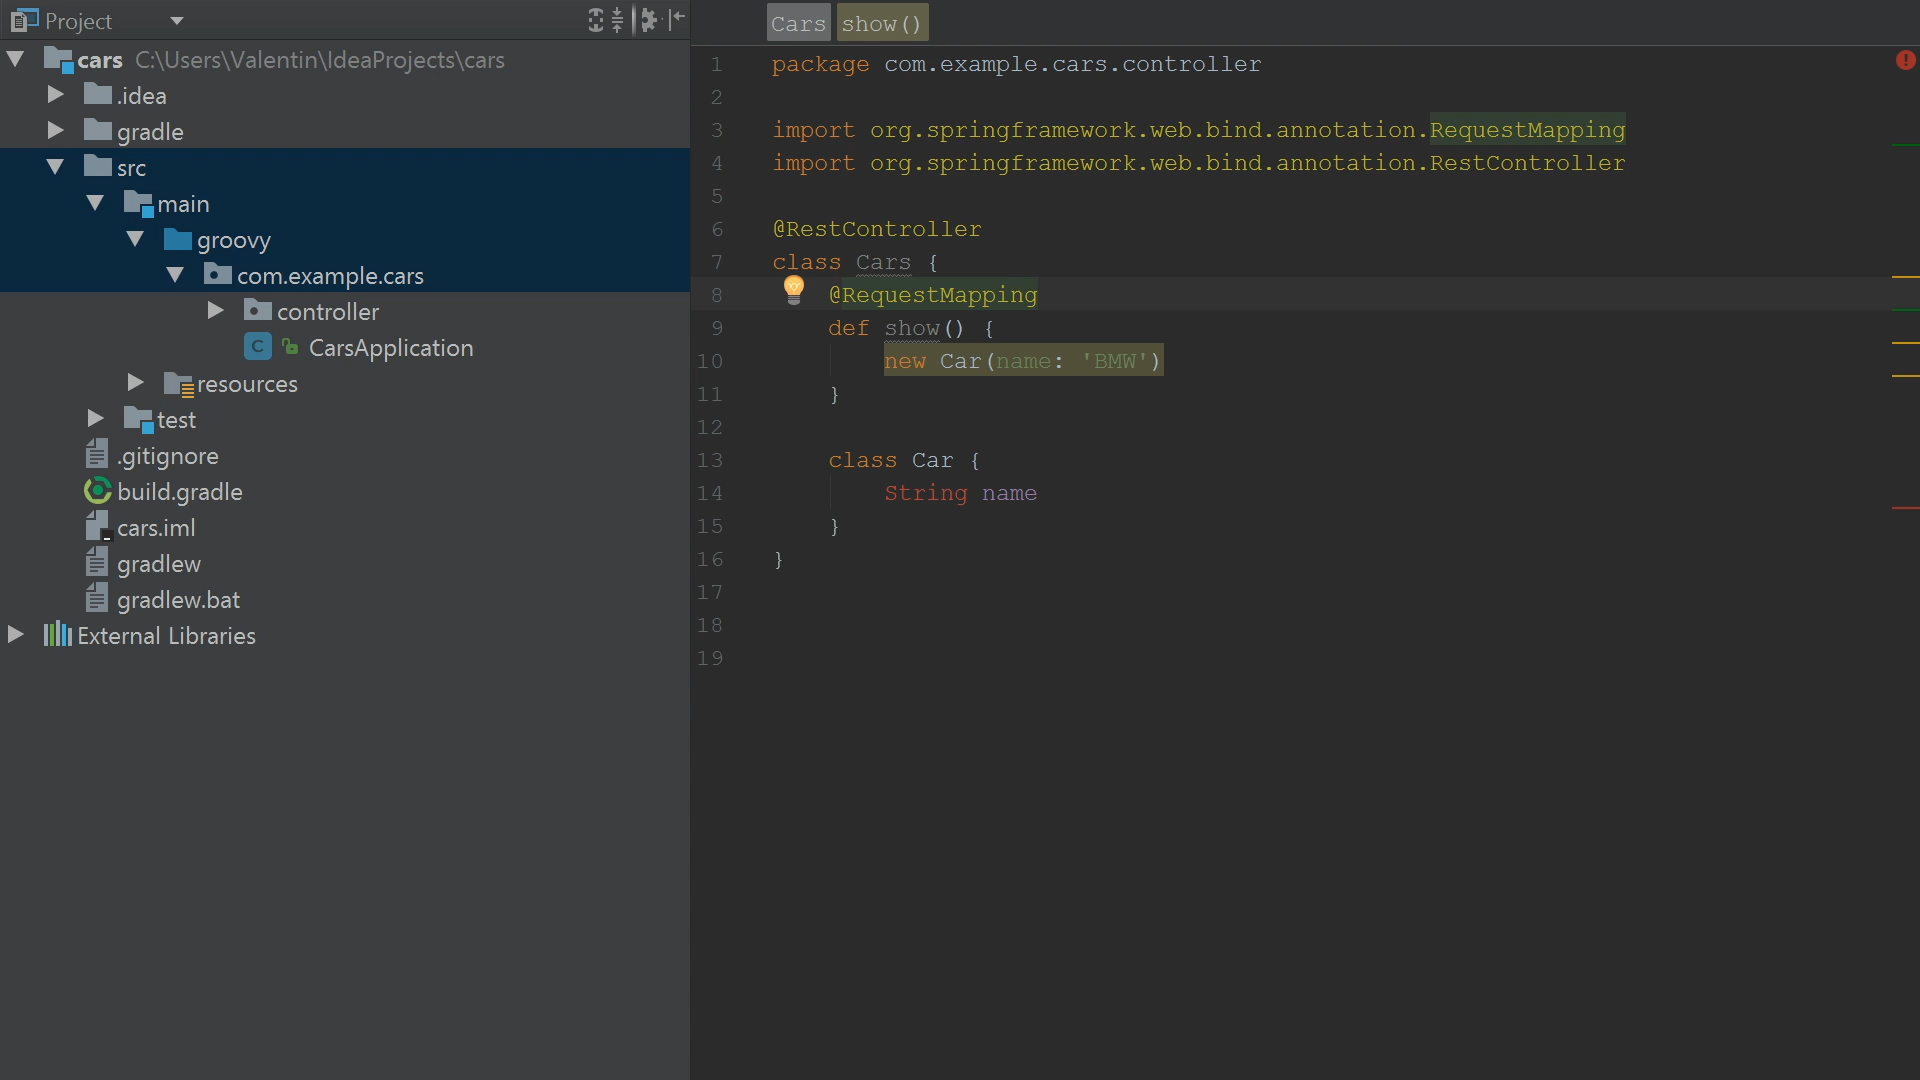 Project
cars C:\Users\Valentin\IdeaProjects\cars
.idea
gradle
src
main
groovy
com.example.cars
controller
C CarsApplication
resources
test
.gitignore
build.gradle
cars.iml
gradlew
gradlew.bat
External Libraries
Cars show()
1 package com.example.cars.controller
2
3 import org.springframework.web.bind.annotation.RequestMapping
4 import org.springframework.web.bind.annotation.RestController
5
6 @RestController
7 class Cars {
8 @RequestMapping
9 def show() {
10 new Car(name: 'BMW')
11 }
12
13 class Car {
14 String name
15 }
16 }
17
18
19